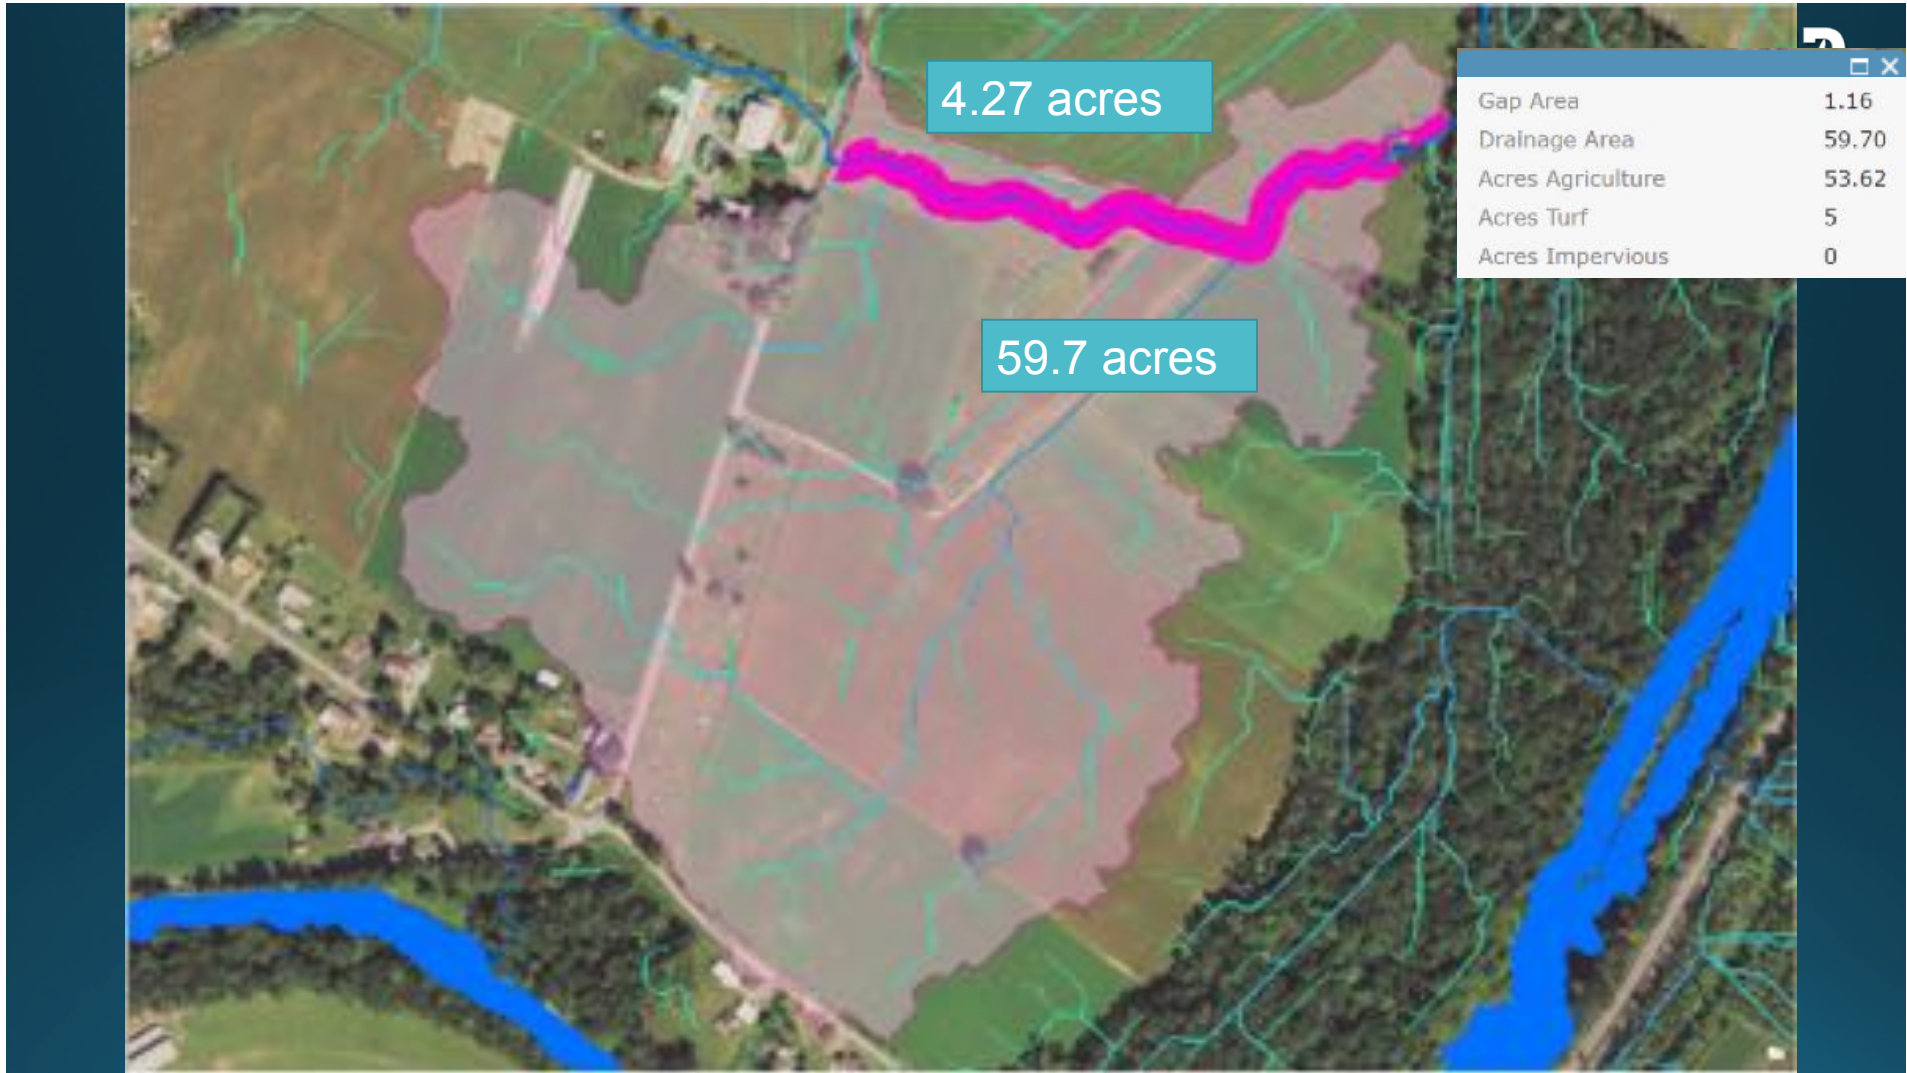 4.27 acres
59.7 acres
Gap Area 1.16
Drainage Area 59.70
Acres Agriculture 53.62
Acres Turf 5
Acres Impervious 0